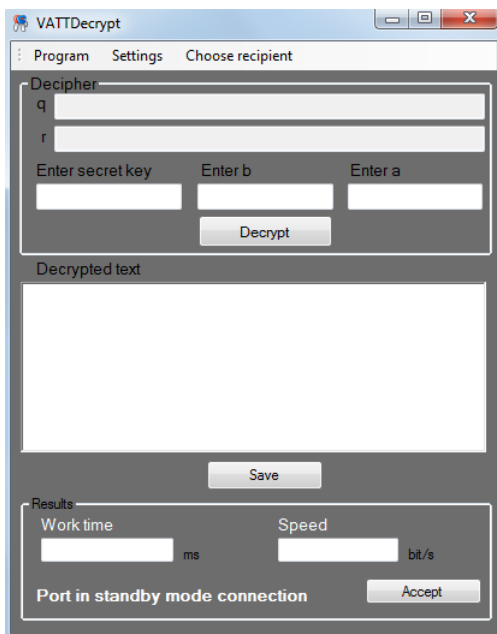 VATTDecrypt
Program Settings Choose recipient
Decipher
q
r
Enter secret key Enter b Enter a
Decrypt
Decrypted text
Save
Results
Work time Speed
ms bit/s
Port in standby mode connection Accept